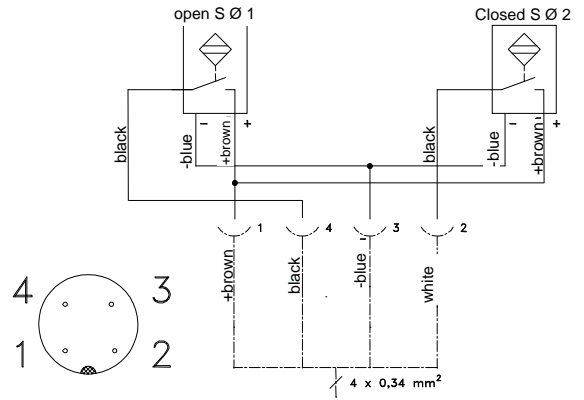 open S Ø 1
Closed S Ø 2
black
-blue
–
+brown
+
black
-blue
–
+brown
+
1
4
3
2
+brown
black
-blue
white
4
3
1
2
4 x 0,34 mm²